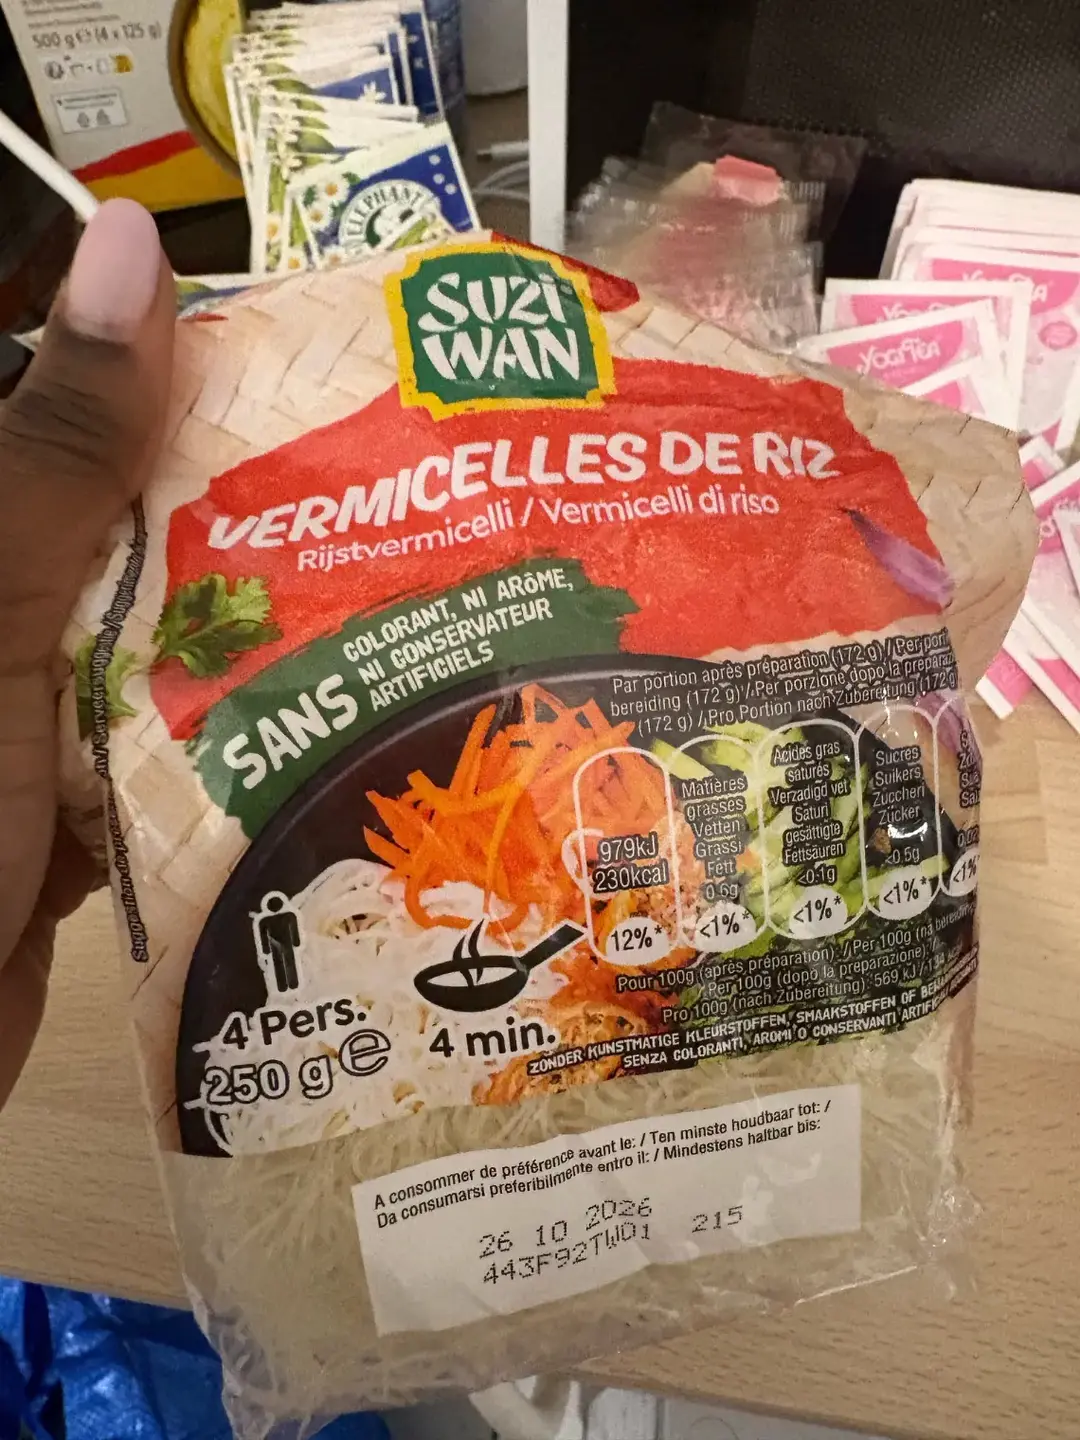 500 g e (4 x 125 g)
ELEPHANT
YOGI TEA
SUZI
WAN
VERMICELLES DE RIZ
Rijstvermicelli / Vermicelli di riso
SANS
COLORANT, NI ARÔME,
NI CONSERVATEUR
ARTIFICIELS
Par portion après préparation (172 g) / Per
bereiding (172 g) / Per porzione dopo la
(172 g) / Pro Portion nach Zubereitung (172
979kJ
230kcal
12%*
Matières
grasses
Vetten
Grassi
Fett
0.6g
<1%*
Acides gras
saturés
Verzadigd vet
Saturi
gesättigte
Fettsäuren
<0.1g
<1%*
Sucres
Suikers
Zuccheri
Zucker
<0.5g
<1%*
<1%
Pour 100g (après préparation): / Per 100g (na
Per 100g (dopo la preparazione): /
Pro 100g (nach Zubereitung): 569 kJ /
ZONDER KUNSTMATIGE KLEURSTOFFEN, SMAAKSTOFFEN OF
SENZA COLORANTI, AROMI O CONSERVANTI
4 Pers.
250 g e
4 min.
A consommer de préférence avant le: / Ten minste houdbaar tot: /
Da consumarsi preferibilmente entro il: / Mindestens haltbar bis:
26 10 2026
443F92TWD1 215